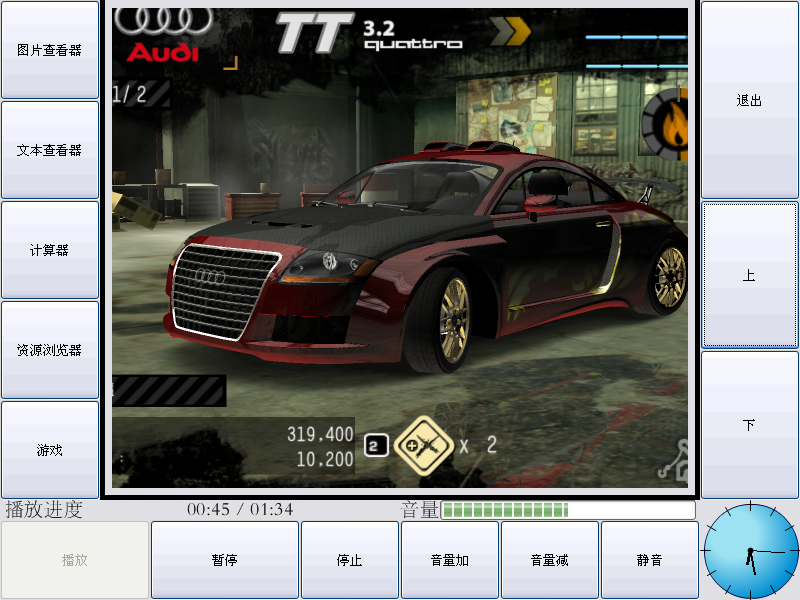 图片查看器
文本查看器
计算器
资源浏览器
游戏
Audi
TT 3.2 quattro
1/ 2
319,400
10,200
2
x 2
退出
上
下
播放进度
00:45 / 01:34
音量
播放
暂停
停止
音量加
音量减
静音